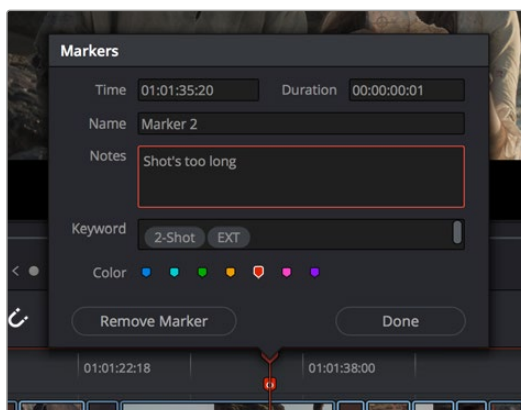 Markers
Time 01:01:35:20 Duration 00:00:00:01
Name Marker 2
Notes Shot's too long
Keyword 2-Shot EXT
Color
Remove Marker Done
01:01:22:18 01:01:38:00